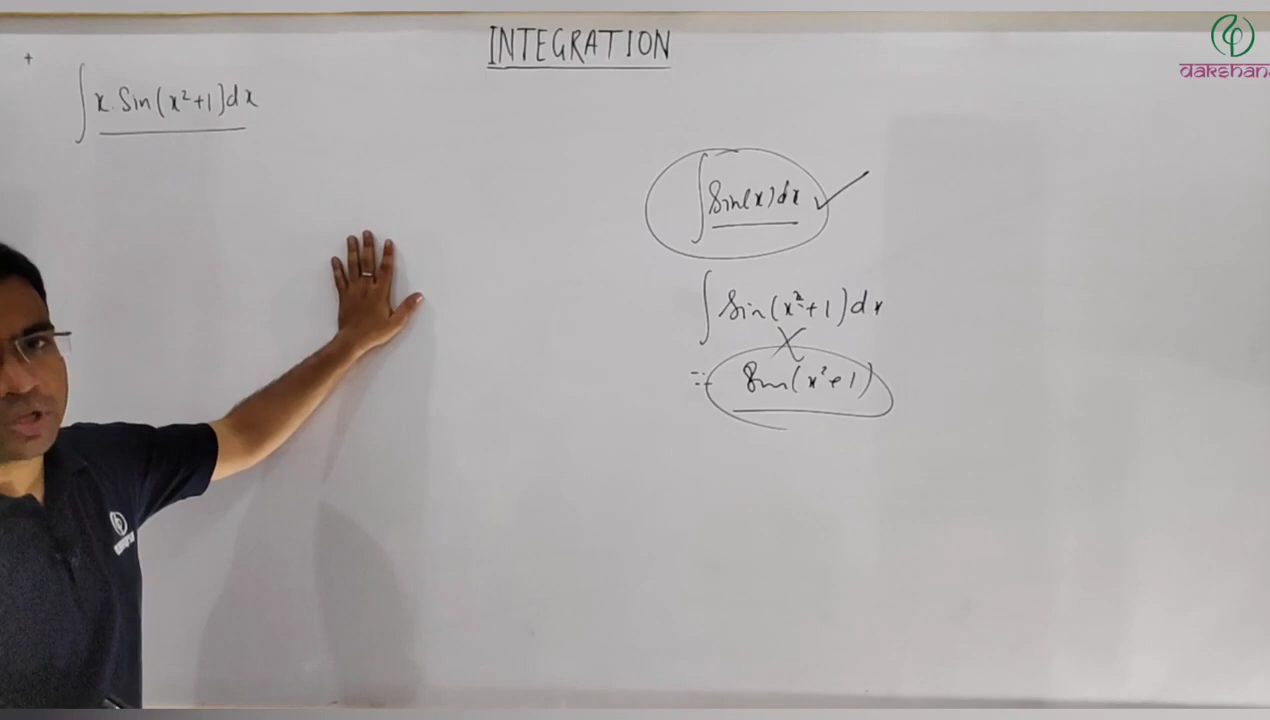 INTEGRATION
dakshana
∫ x. Sin(x²+1)dx
∫ Sin(x)dx ✓
∫ Sin(x²+1)dx
Sin(x²+1)